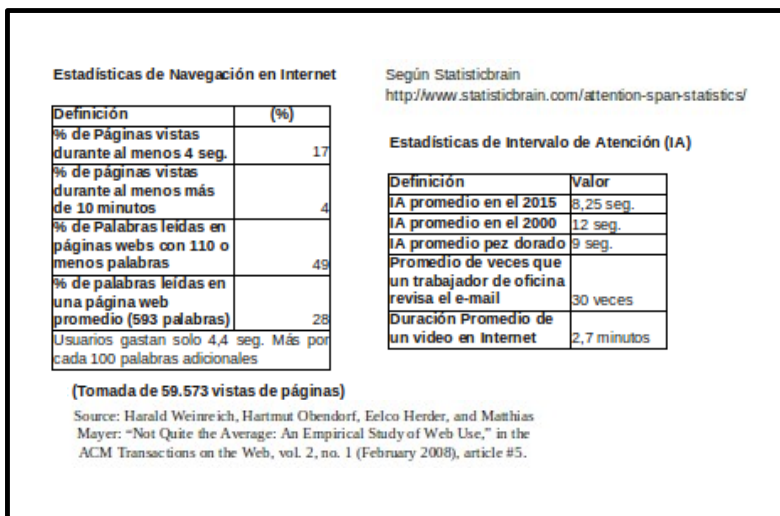 Estadísticas de Navegación en Internet
Definición (%)
% de Páginas vistas
durante al menos 4 seg. 17
% de páginas vistas
durante al menos más
de 10 minutos 4
% de Palabras leídas en
páginas webs con 110 o
menos palabras 49
% de palabras leídas en
una página web
promedio (593 palabras) 28
Usuarios gastan solo 4,4 seg. Más por
cada 100 palabras adicionales
(Tomada de 59.573 vistas de páginas)
Source: Harald Weinreich, Hartmut Obendorf, Eelco Herder, and Matthias
Mayer: “Not Quite the Average: An Empirical Study of Web Use,” in the
ACM Transactions on the Web, vol. 2, no. 1 (February 2008), article #5.
Según Statisticbrain
http://www.statisticbrain.com/attention-span-statistics/
Estadísticas de Intervalo de Atención (IA)
Definición Valor
IA promedio en el 2015 8,25 seg.
IA promedio en el 2000 12 seg.
IA promedio pez dorado 9 seg.
Promedio de veces que
un trabajador de oficina
revisa el e-mail 30 veces
Duración Promedio de
un video en Internet 2,7 minutos